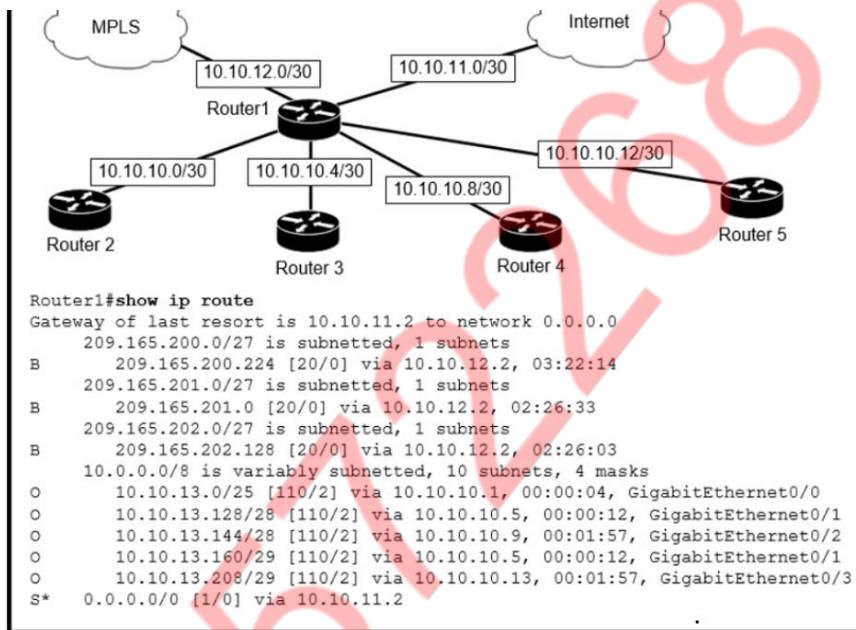 MPLS
Internet
10.10.12.0/30
10.10.11.0/30
Router1
10.10.10.0/30
10.10.10.4/30
10.10.10.8/30
10.10.10.12/30
Router 2
Router 3
Router 4
Router 5
Router1#show ip route
Gateway of last resort is 10.10.11.2 to network 0.0.0.0
209.165.200.0/27 is subnetted, 1 subnets
B 209.165.200.224 [20/0] via 10.10.12.2, 03:22:14
209.165.201.0/27 is subnetted, 1 subnets
B 209.165.201.0 [20/0] via 10.10.12.2, 02:26:33
209.165.202.0/27 is subnetted, 1 subnets
B 209.165.202.128 [20/0] via 10.10.12.2, 02:26:03
10.0.0.0/8 is variably subnetted, 10 subnets, 4 masks
O 10.10.13.0/25 [110/2] via 10.10.10.1, 00:00:04, GigabitEthernet0/0
O 10.10.13.128/28 [110/2] via 10.10.10.5, 00:00:12, GigabitEthernet0/1
O 10.10.13.144/28 [110/2] via 10.10.10.9, 00:01:57, GigabitEthernet0/2
O 10.10.13.160/29 [110/2] via 10.10.10.5, 00:00:12, GigabitEthernet0/1
O 10.10.13.208/29 [110/2] via 10.10.10.13, 00:01:57, GigabitEthernet0/3
S* 0.0.0.0/0 [1/0] via 10.10.11.2